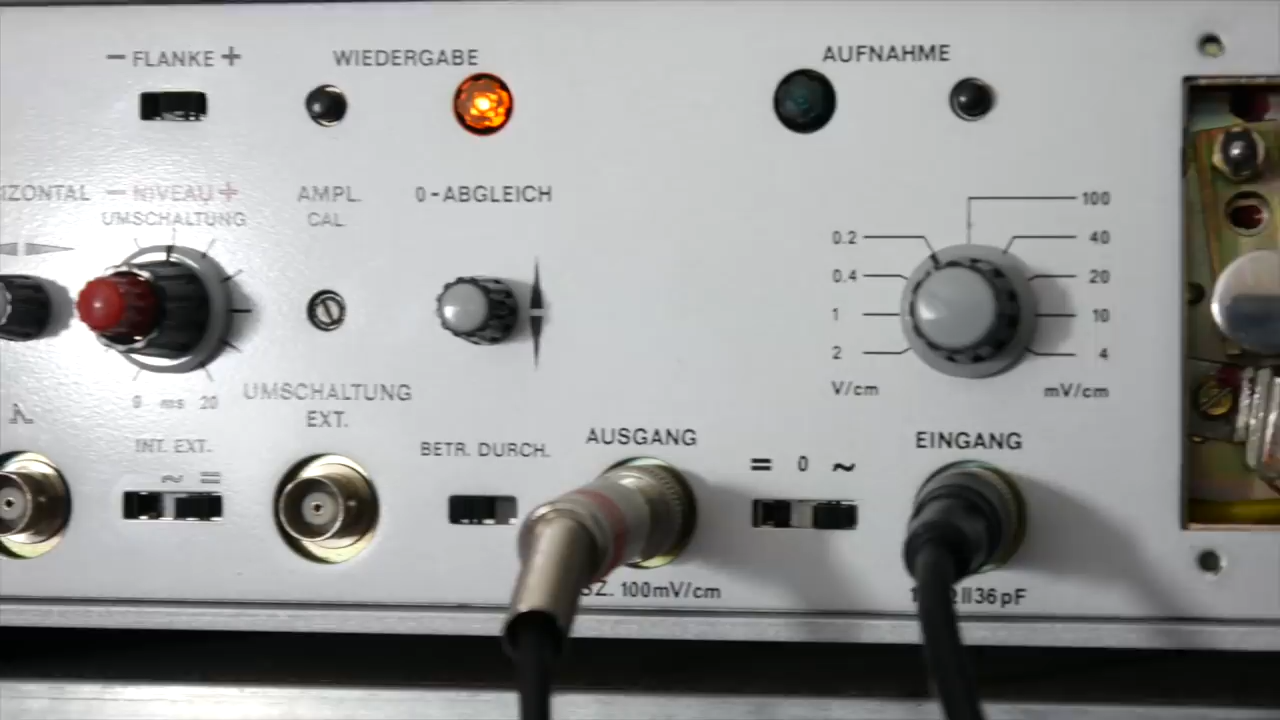 − FLANKE +
WIEDERGABE
AUFNAHME
IZONTAL
− NIVEAU +
UMSCHALTUNG
AMPL.
CAL.
0-ABGLEICH
100
0.2
40
0.4
20
1
10
2
4
V/cm
mV/cm
0 ms 20
UMSCHALTUNG
EXT.
INT. EXT.
~ =
BETR. DURCH.
AUSGANG
= 0 ~
EINGANG
SZ. 100mV/cm
36pF